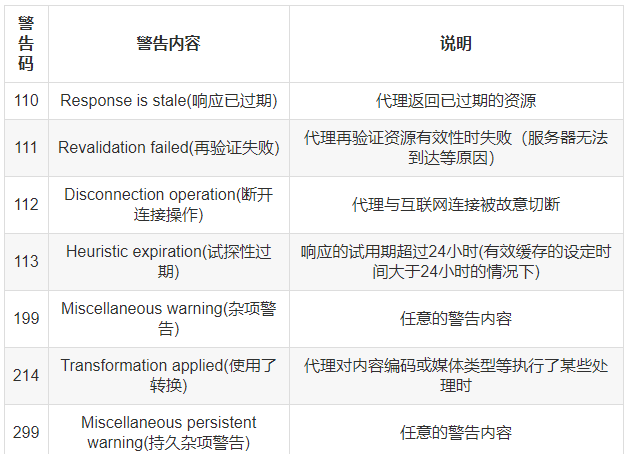 警
告
码
警告内容
说明
110
Response is stale(响应已过期)
代理返回已过期的资源
111
Revalidation failed(再验证失败)
代理再验证资源有效性时失败（服务器无法
到达等原因）
112
Disconnection operation(断开
连接操作)
代理与互联网连接被故意切断
113
Heuristic expiration(试探性过
期)
响应的试用期超过24小时(有效缓存的设定时
间大于24小时的情况下)
199
Miscellaneous warning(杂项警
告)
任意的警告内容
214
Transformation applied(使用了
转换)
代理对内容编码或媒体类型等执行了某些处
理时
299
Miscellaneous persistent
warning(持久杂项警告)
任意的警告内容